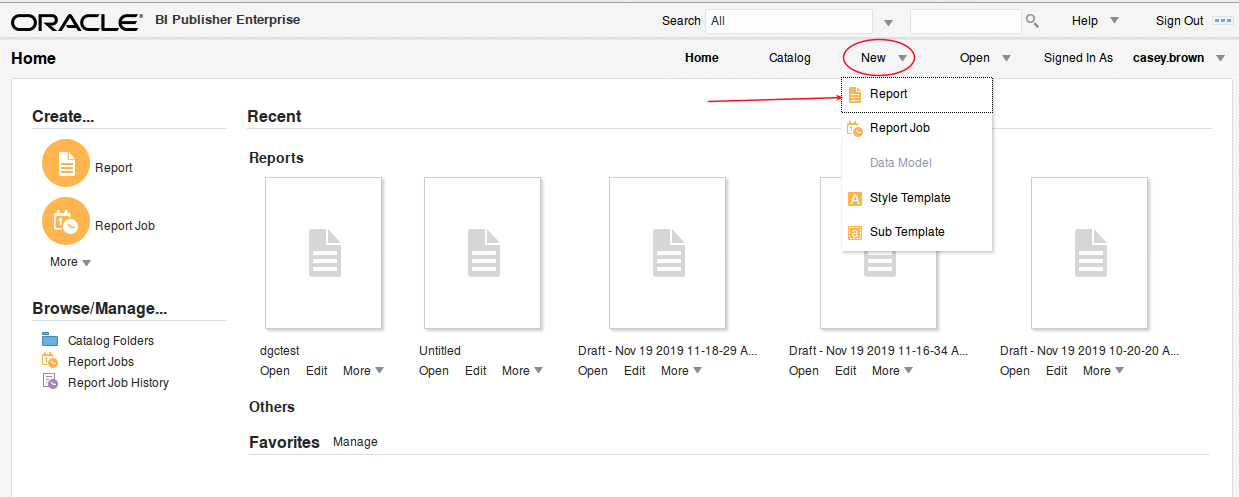 ORACLE® BI Publisher Enterprise Search All Help Sign Out
Home Home Catalog New Open Signed In As casey.brown
Report
Report Job
Data Model
Style Template
Sub Template
Create...
Report
Report Job
More
Browse/Manage...
Catalog Folders
Report Jobs
Report Job History
Recent
Reports
dgctest Untitled Draft - Nov 19 2019 11-18-29 A... Draft - Nov 19 2019 11-16-34 A... Draft - Nov 19 2019 10-20-20 A...
Open Edit More Open Edit More Open Edit More Open Edit More Open Edit More
Others
Favorites Manage